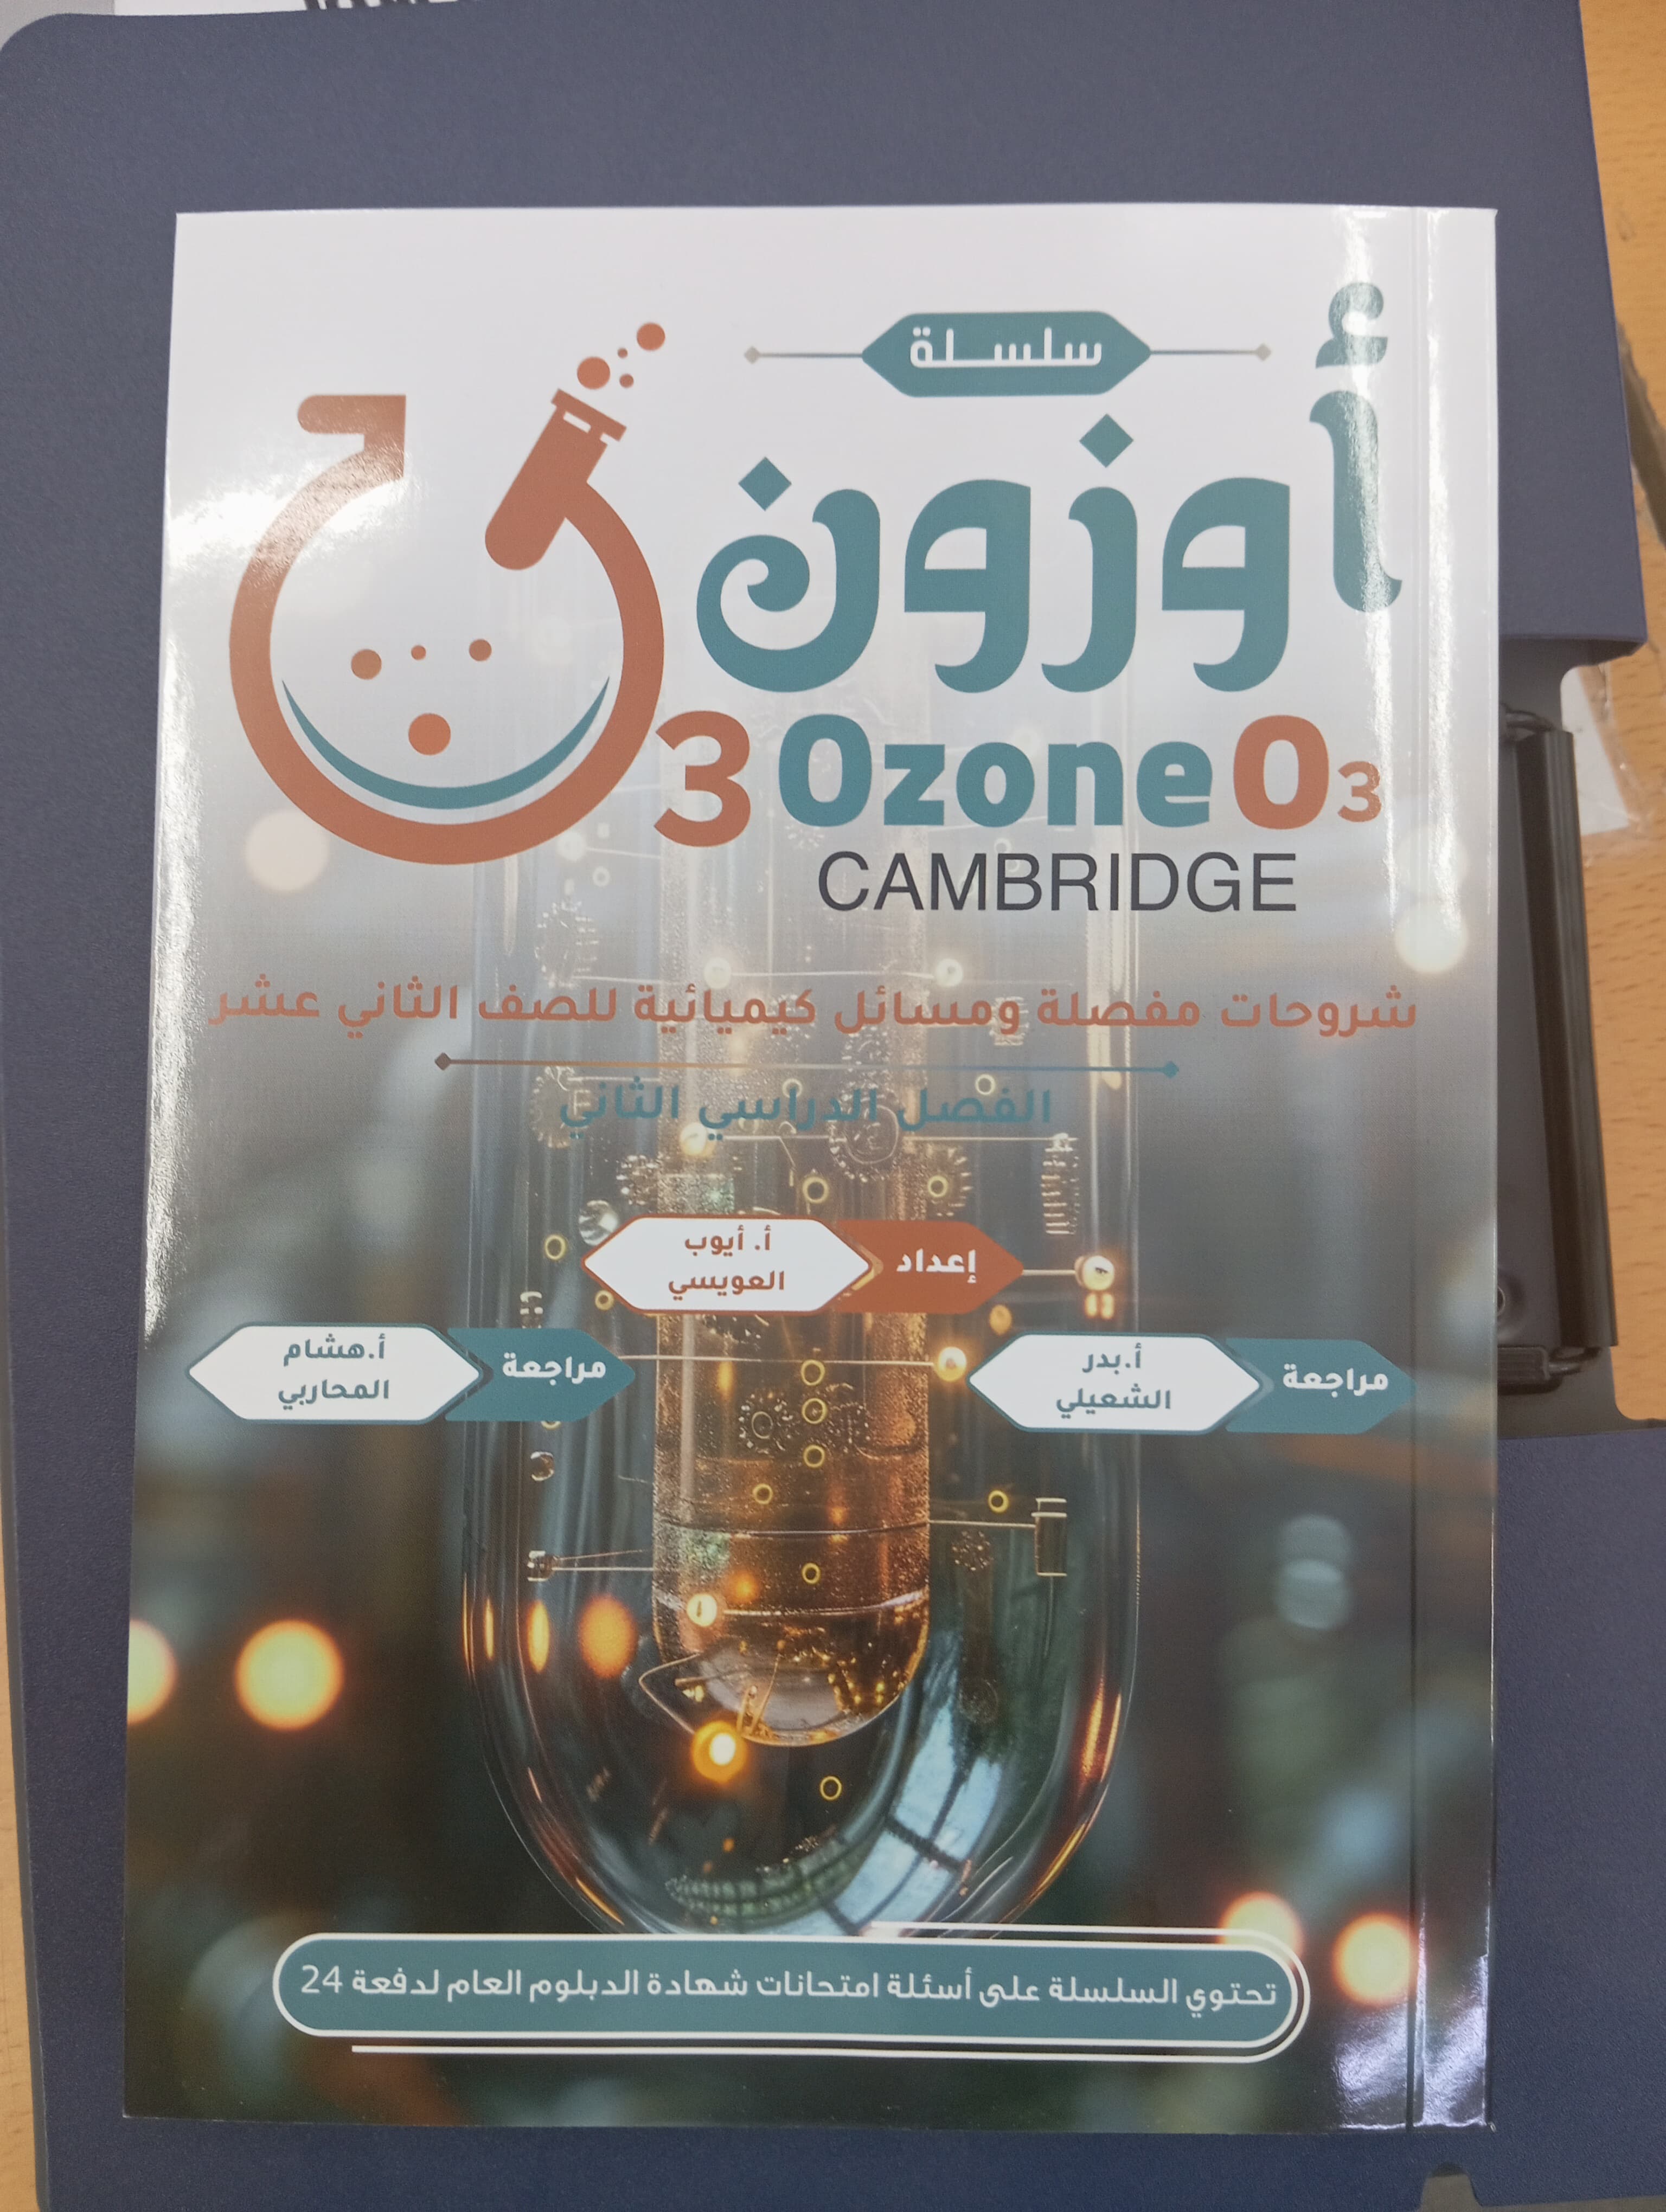 سلسلة
أوزون
3 Ozone O3
CAMBRIDGE
شروحات مفصلة ومسائل كيميائية للصف الثاني عشر
الفصل الدراسي الثاني
إعداد
أ. أيوب
العويسي
مراجعة
أ.بدر
الشعيلي
مراجعة
أ.هشام
المحاربي
تحتوي السلسلة على أسئلة امتحانات شهادة الدبلوم العام لدفعة 24